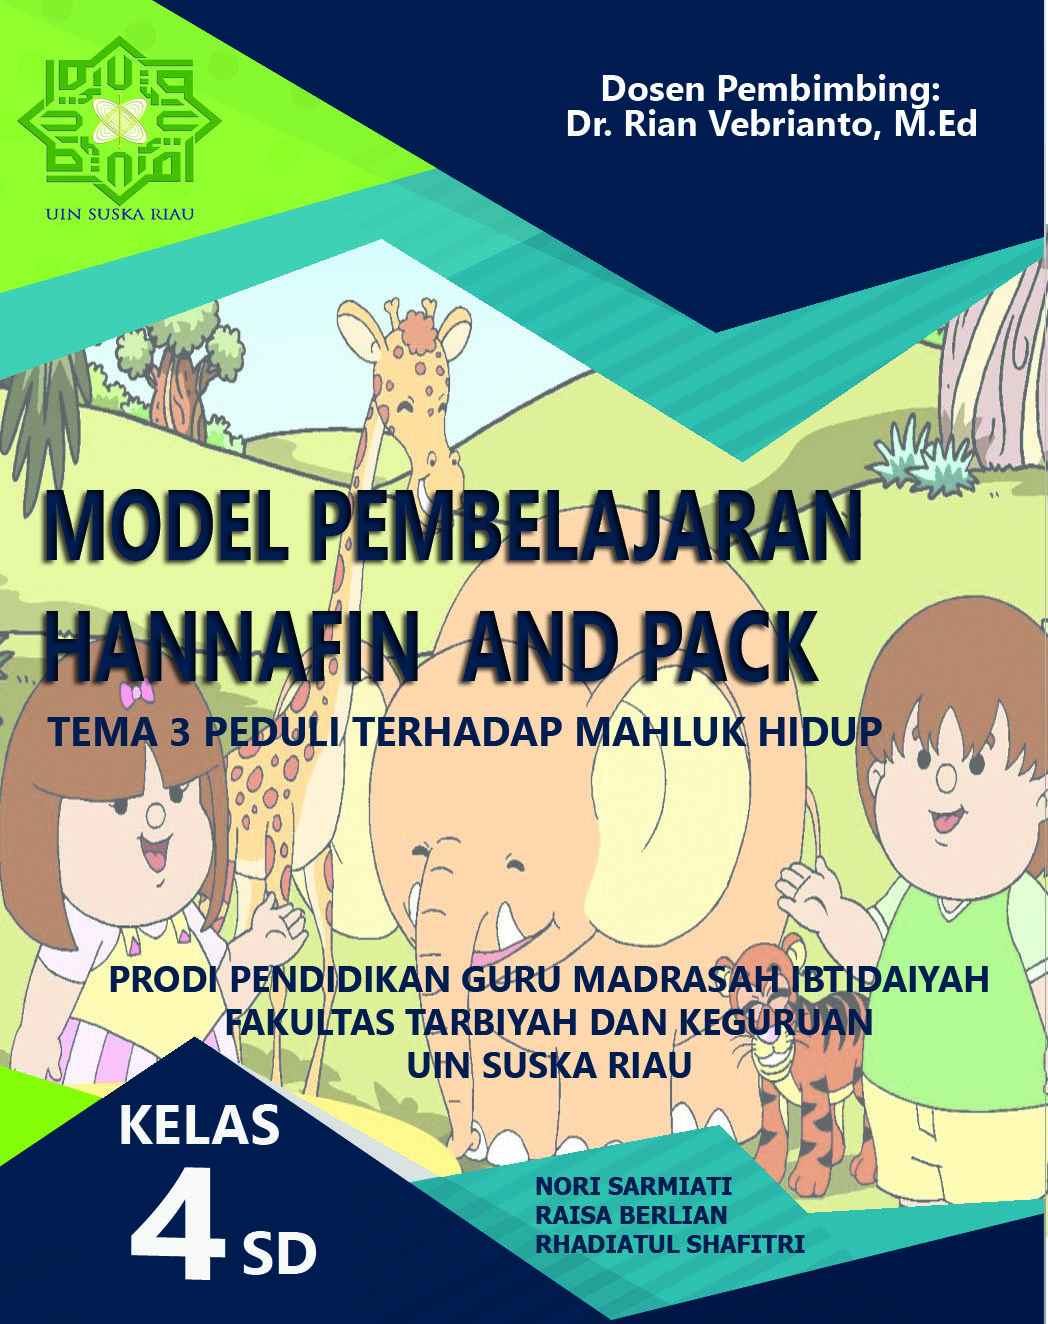 UIN SUSKA RIAU
Dosen Pembimbing:
Dr. Rian Vebrianto, M.Ed
MODEL PEMBELAJARAN
HANNAFIN AND PACK
TEMA 3 PEDULI TERHADAP MAHLUK HIDUP
PRODI PENDIDIKAN GURU MADRASAH IBTIDAIYAH
FAKULTAS TARBIYAH DAN KEGURUAN
UIN SUSKA RIAU
KELAS
4 SD
NORI SARMIATI
RAISA BERLIAN
RHADIATUL SHAFITRI